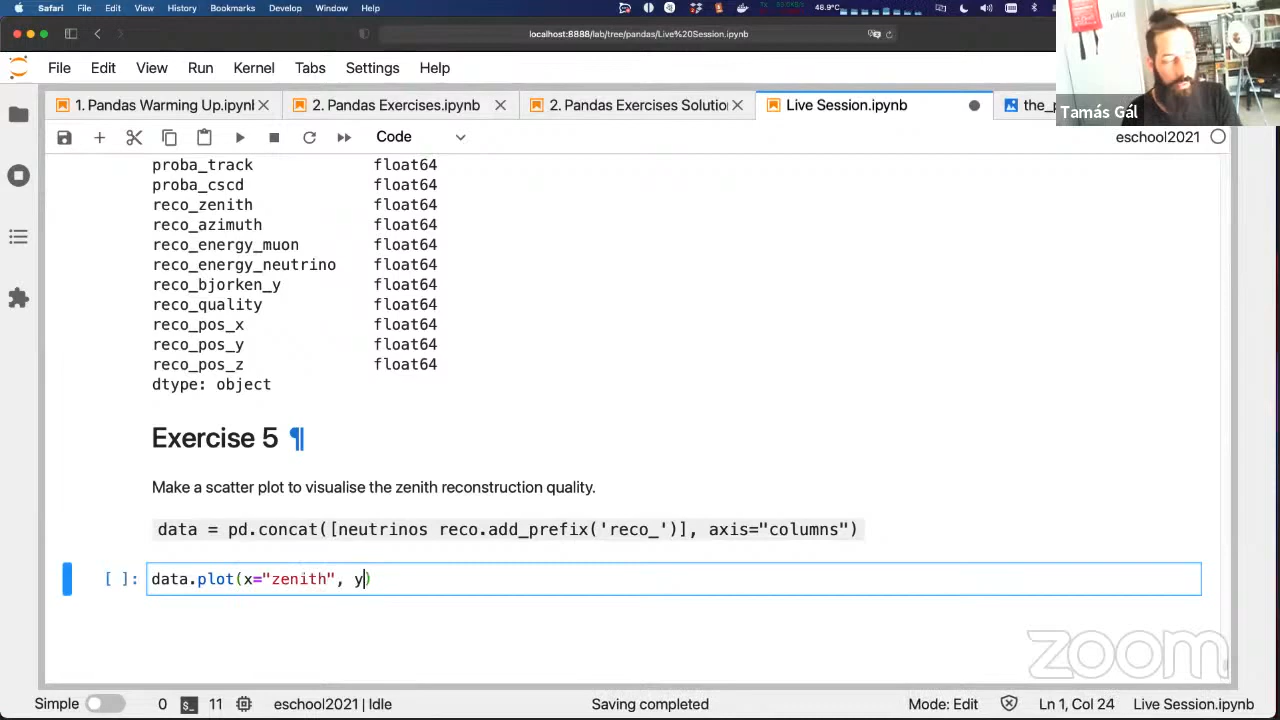 Safari File Edit View History Bookmarks Develop Window Help
46.9°C
localhost:8888/lab/tree/pandas/Live%20Session.ipynb
File Edit View Run Kernel Tabs Settings Help
1. Pandas Warming Up.ipynl
2. Pandas Exercises.ipynb
2. Pandas Exercises Solutio
Live Session.ipynb
the_p
Tamás Gál
Code
eschool2021
proba_track float64
proba_cscd float64
reco_zenith float64
reco_azimuth float64
reco_energy_muon float64
reco_energy_neutrino float64
reco_bjorken_y float64
reco_quality float64
reco_pos_x float64
reco_pos_y float64
reco_pos_z float64
dtype: object
Exercise 5 ¶
Make a scatter plot to visualise the zenith reconstruction quality.
data = pd.concat([neutrinos reco.add_prefix('reco_')], axis="columns")
[ ]: data.plot(x="zenith", y)
zoom
Simple 0 11 eschool2021 | Idle Saving completed Mode: Edit Ln 1, Col 24 Live Session.ipynb